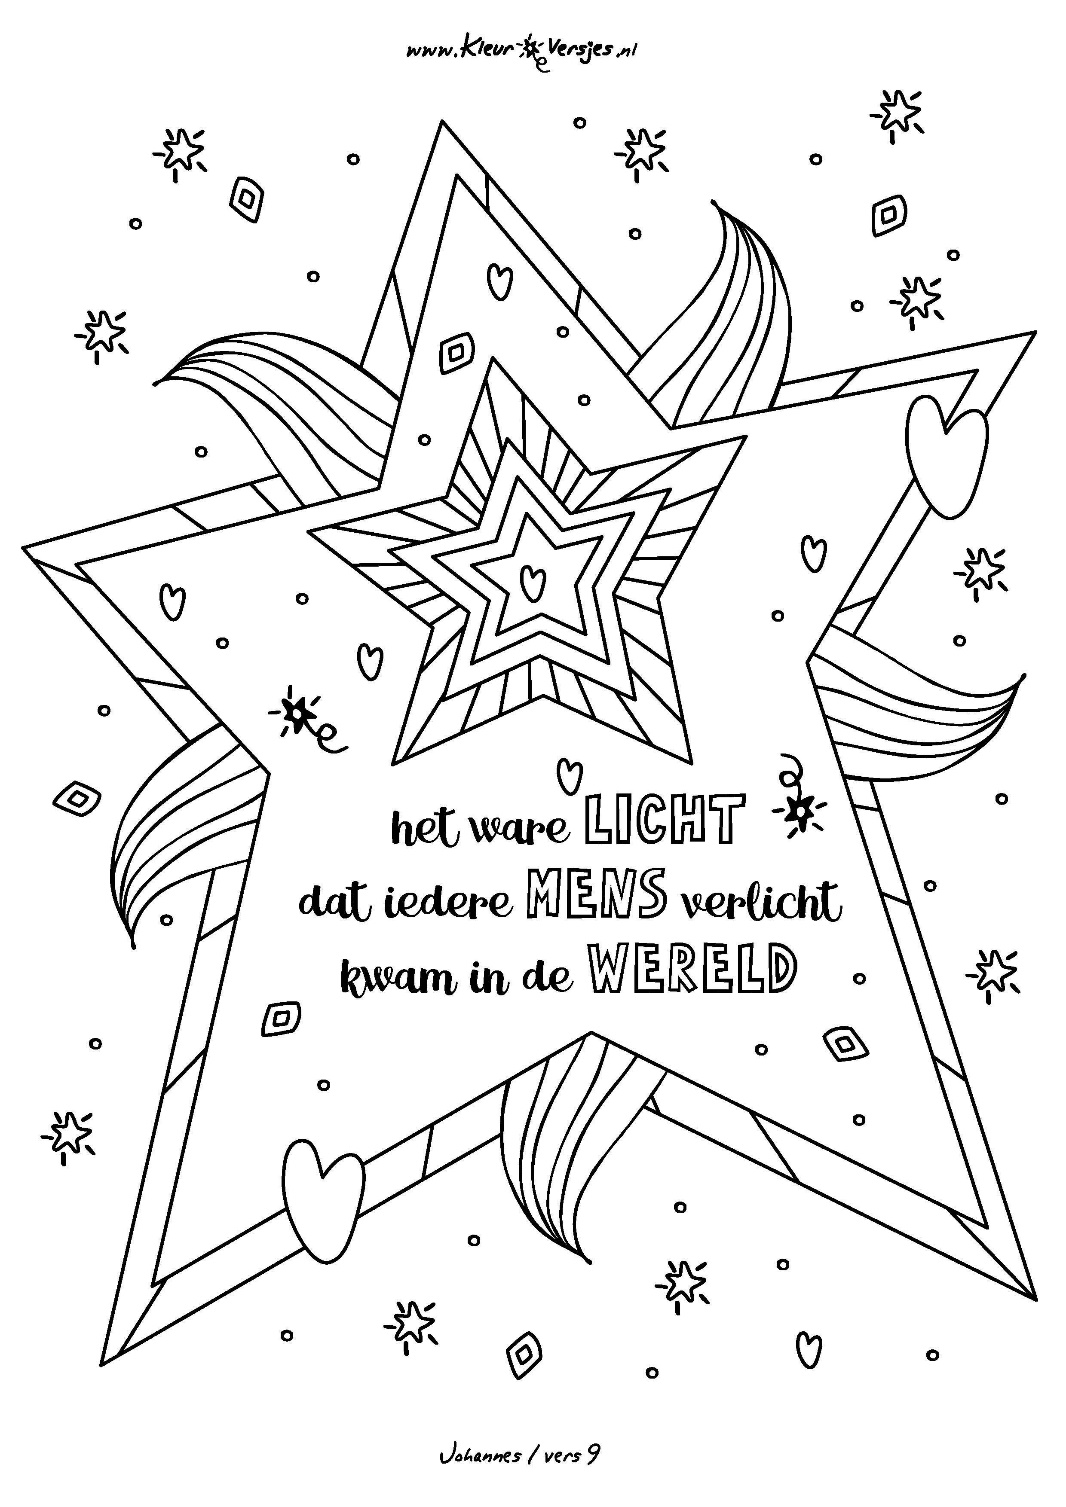 www.KleurVersjes.nl
het ware LICHT
dat iedere MENS verlicht
kwam in de WERELD
Johannes 1 vers 9